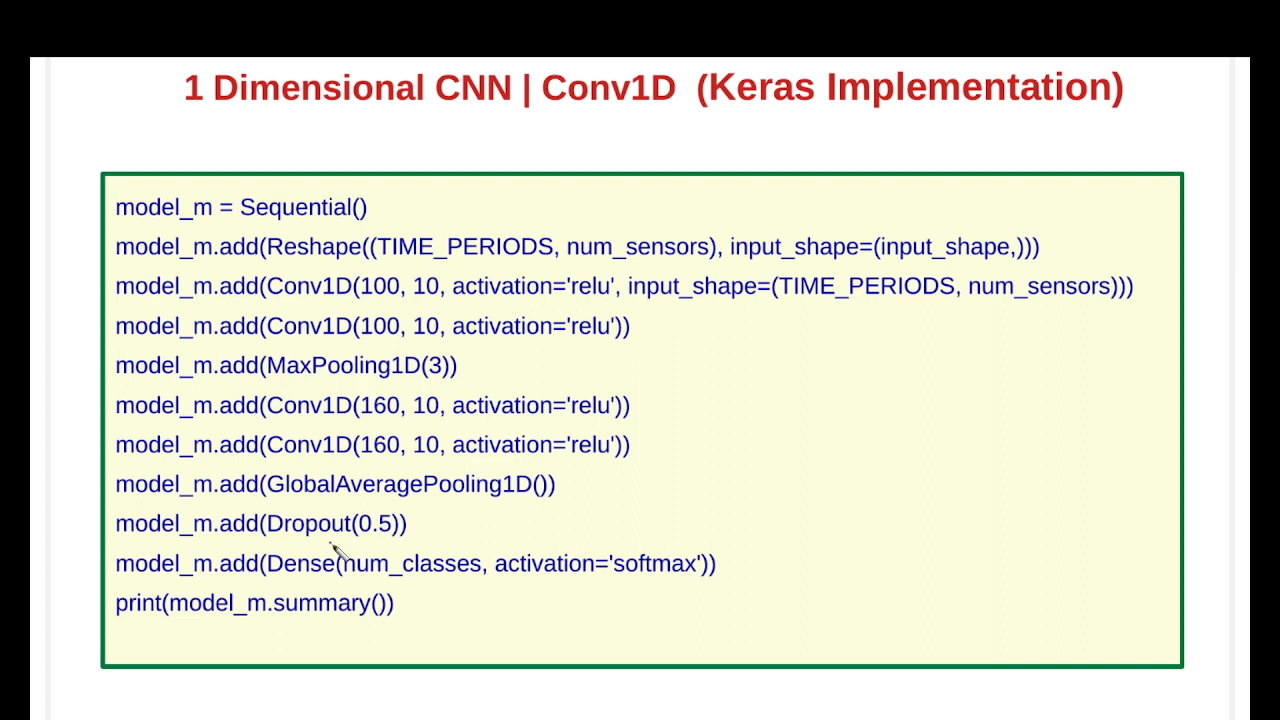 1 Dimensional CNN | Conv1D (Keras Implementation)
model_m = Sequential()
model_m.add(Reshape((TIME_PERIODS, num_sensors), input_shape=(input_shape,)))
model_m.add(Conv1D(100, 10, activation='relu', input_shape=(TIME_PERIODS, num_sensors)))
model_m.add(Conv1D(100, 10, activation='relu'))
model_m.add(MaxPooling1D(3))
model_m.add(Conv1D(160, 10, activation='relu'))
model_m.add(Conv1D(160, 10, activation='relu'))
model_m.add(GlobalAveragePooling1D())
model_m.add(Dropout(0.5))
model_m.add(Dense(num_classes, activation='softmax'))
print(model_m.summary())